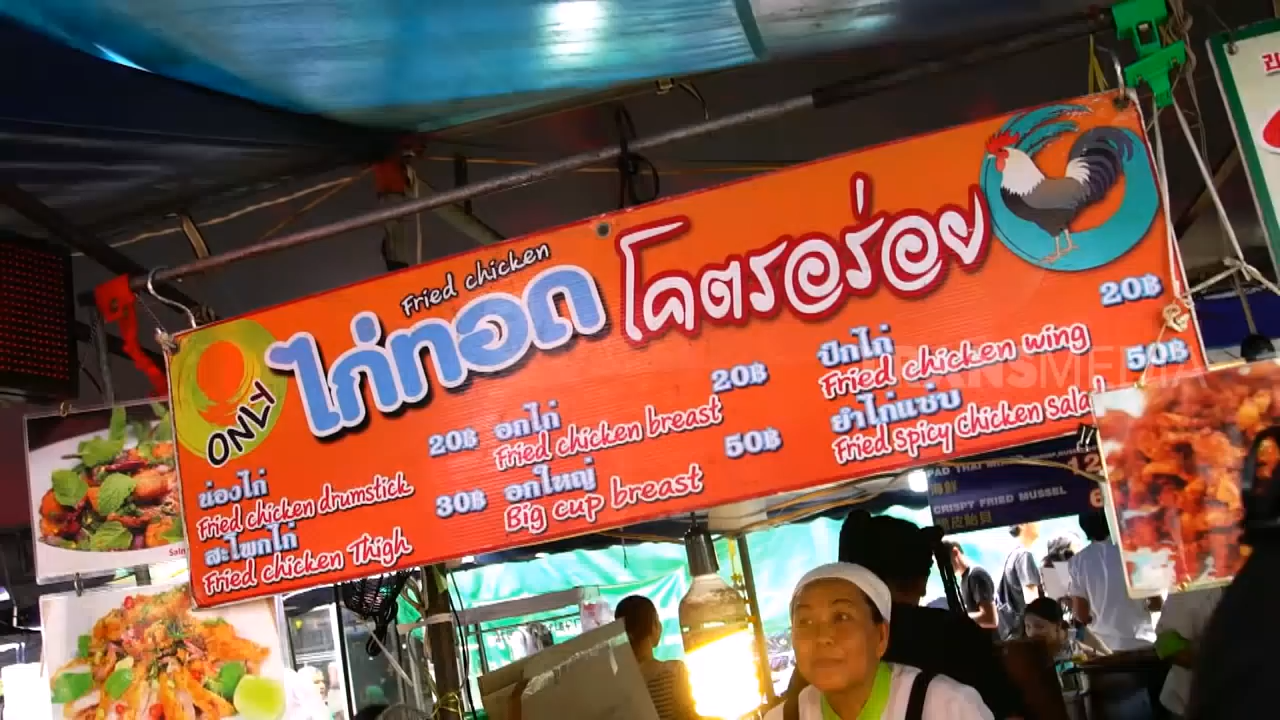 Fried chicken
ไก่ทอด โคตรอร่อย
ONLY
น่องไก่ 20฿
Fried chicken drumstick
สะโพกไก่ 30฿
Fried chicken Thigh
อกไก่ 20฿
Fried chicken breast
อกใหญ่ 50฿
Big cup breast
ปีกไก่ 20฿
Fried chicken wing
ยำไก่แซ่บ 50฿
Fried spicy chicken Salad
TRANSMEDIA
PAD THAI
CRISPY FRIED MUSSEL